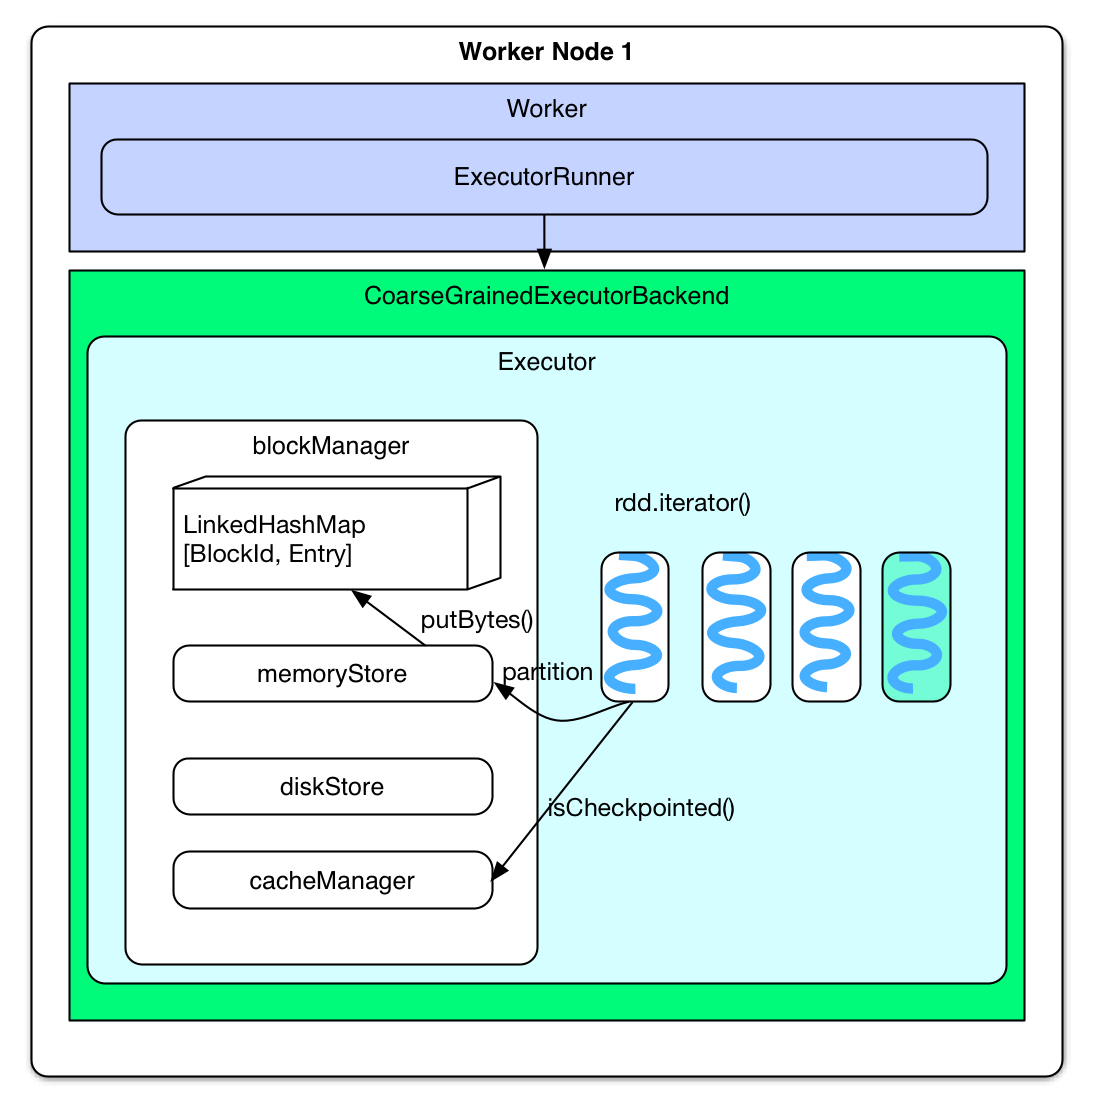 Worker Node 1
Worker
ExecutorRunner
CoarseGrainedExecutorBackend
Executor
blockManager
LinkedHashMap
[BlockId, Entry]
rdd.iterator()
putBytes()
memoryStore
partition
diskStore
isCheckpointed()
cacheManager